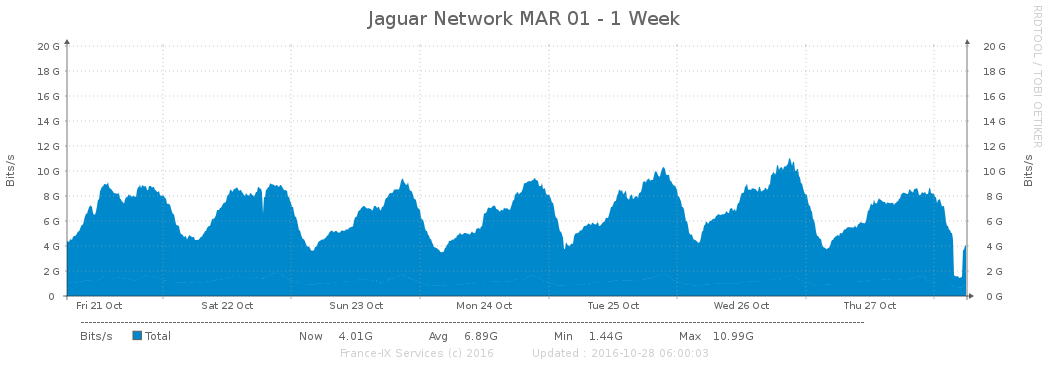 Jaguar Network MAR 01 - 1 Week
RRDTOOL / TOBI OETIKER
Bits/s
20 G 20 G
18 G 18 G
16 G 16 G
14 G 14 G
12 G 12 G
10 G 10 G
8 G 8 G
6 G 6 G
4 G 4 G
2 G 2 G
0 0 G
Bits/s
Fri 21 Oct Sat 22 Oct Sun 23 Oct Mon 24 Oct Tue 25 Oct Wed 26 Oct Thu 27 Oct
Bits/s Total Now 4.01G Avg 6.89G Min 1.44G Max 10.99G
France-IX Services (c) 2016 Updated : 2016-10-28 06:00:03